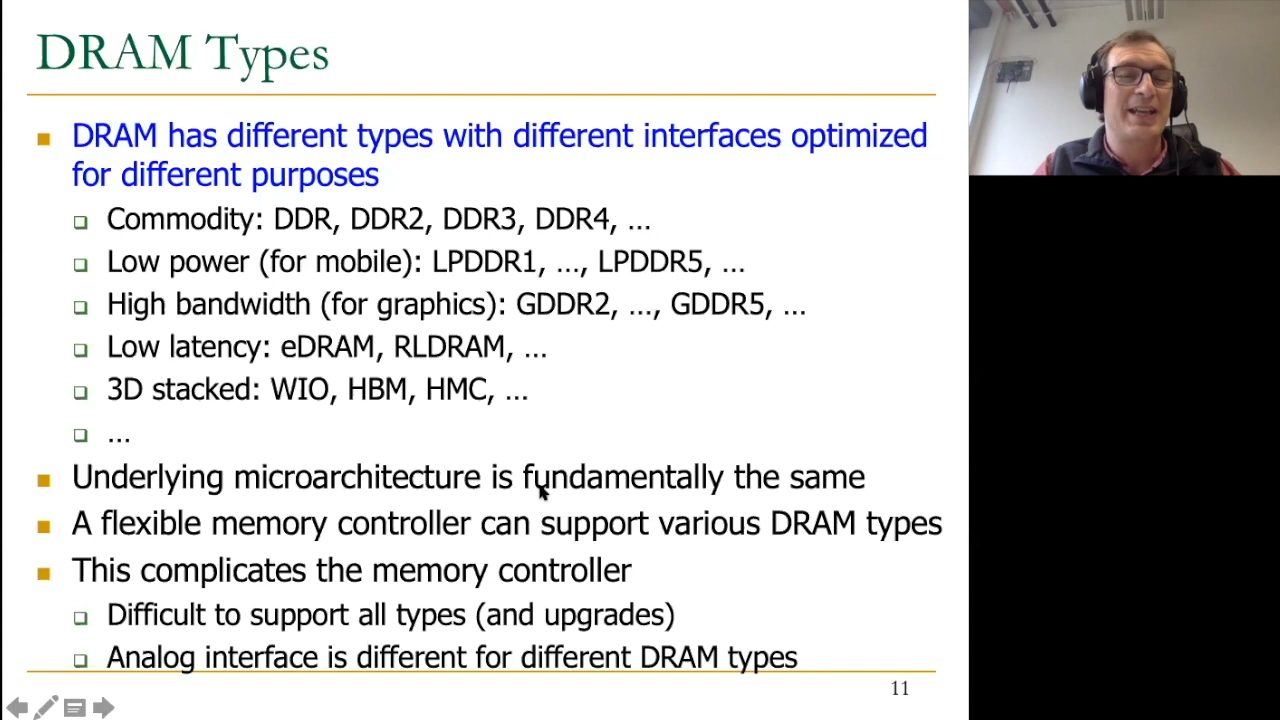 DRAM Types
DRAM has different types with different interfaces optimized
for different purposes
Commodity: DDR, DDR2, DDR3, DDR4, ...
Low power (for mobile): LPDDR1, ..., LPDDR5, ...
High bandwidth (for graphics): GDDR2, ..., GDDR5, ...
Low latency: eDRAM, RLDRAM, ...
3D stacked: WIO, HBM, HMC, ...
...
Underlying microarchitecture is fundamentally the same
A flexible memory controller can support various DRAM types
This complicates the memory controller
Difficult to support all types (and upgrades)
Analog interface is different for different DRAM types
11